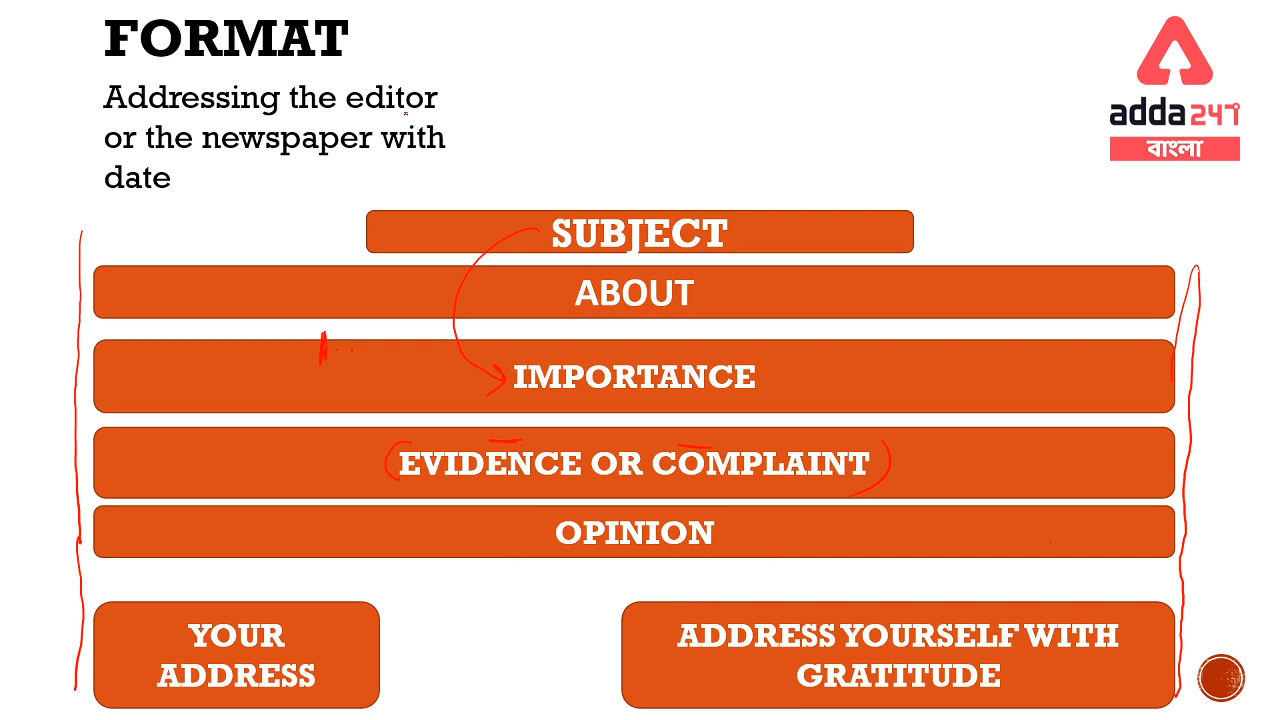 FORMAT
Addressing the editor
or the newspaper with
date
adda247
বাংলা
SUBJECT
ABOUT
IMPORTANCE
EVIDENCE OR COMPLAINT
OPINION
YOUR
ADDRESS
ADDRESS YOURSELF WITH
GRATITUDE